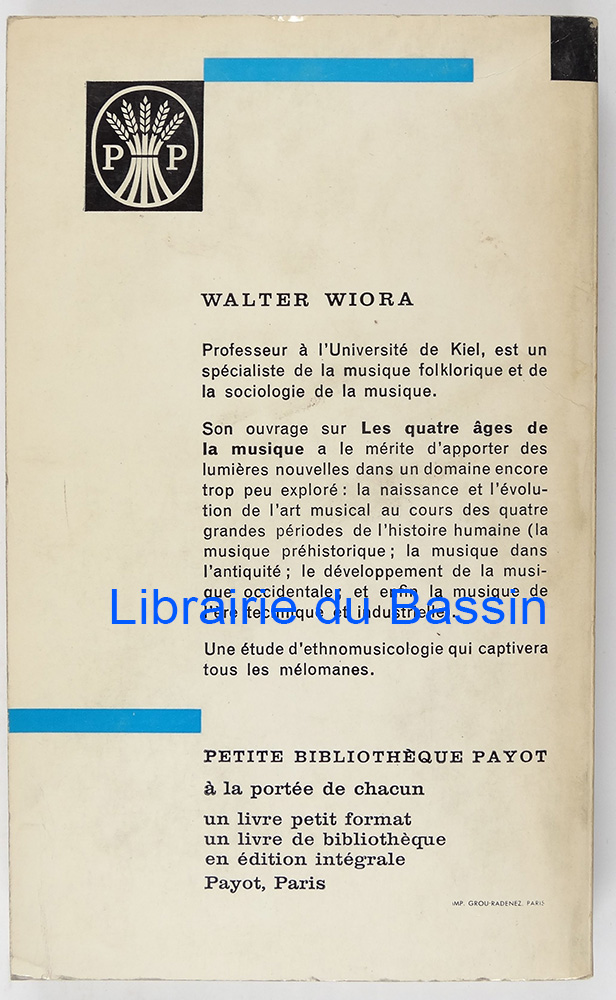 P P
WALTER WIORA
Professeur à l'Université de Kiel, est un
spécialiste de la musique folklorique et de
la sociologie de la musique.
Son ouvrage sur Les quatre âges de
la musique a le mérite d'apporter des
lumières nouvelles dans un domaine encore
trop peu exploré : la naissance et l'évolu-
tion de l'art musical au cours des quatre
grandes périodes de l'histoire humaine (la
musique préhistorique ; la musique dans
l'antiquité ; le développement de la musi-
que occidentale, et enfin la musique de
l'ère technique et industrielle).
Librairie du Bassin
Une étude d'ethnomusicologie qui captivera
tous les mélomanes.
PETITE BIBLIOTHÈQUE PAYOT
à la portée de chacun
un livre petit format
un livre de bibliothèque
en édition intégrale
Payot, Paris
IMP. GROU-RADENEZ, PARIS